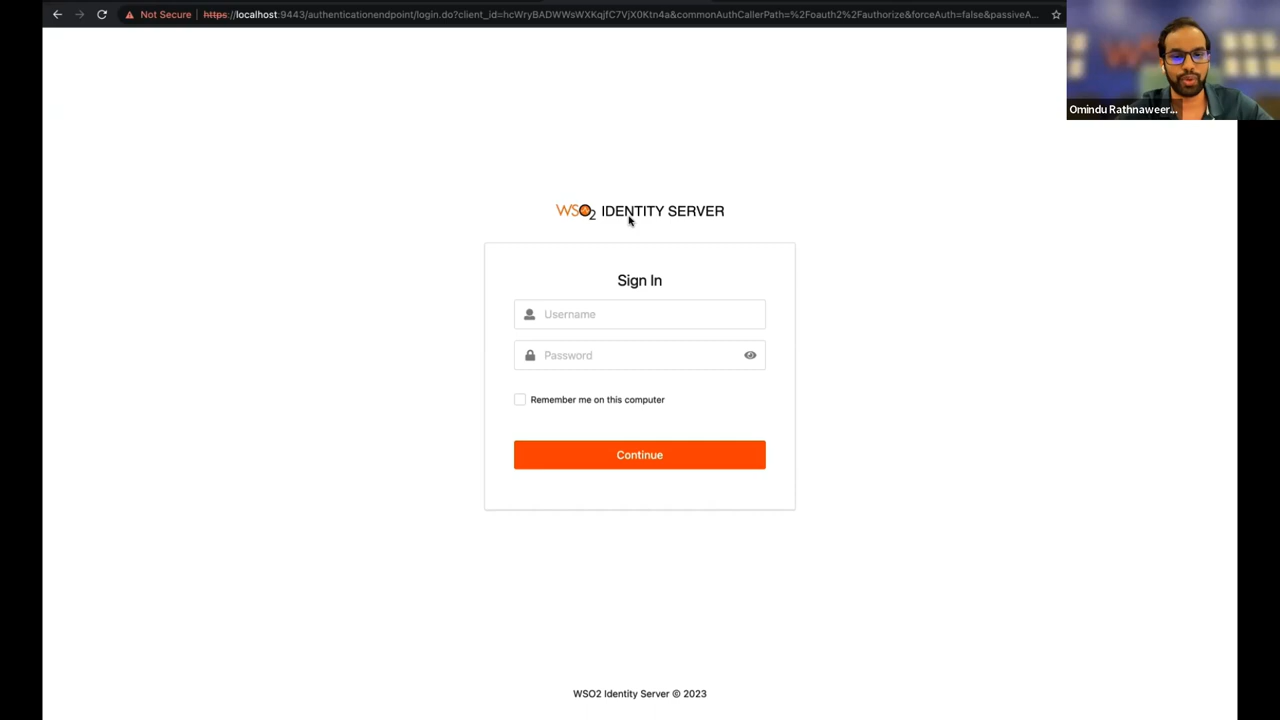 Not Secure
https://localhost:9443/authenticationendpoint/login.do?client_id=hcWryBADWWsWXKqjfC7VjX0Ktn4a&commonAuthCallerPath=%2Foauth2%2Fauthorize&forceAuth=false&passiveA...
Omindu Rathnaweer...
WSO2 IDENTITY SERVER
Sign In
Username
Password
Remember me on this computer
Continue
WSO2 Identity Server © 2023